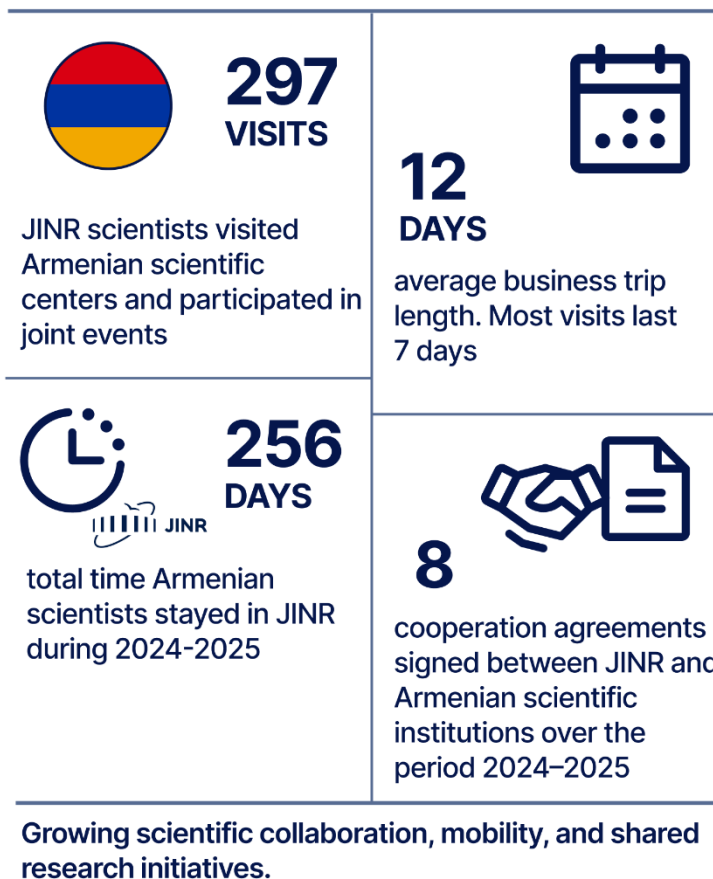 297
VISITS
JINR scientists visited
Armenian scientific
centers and participated in
joint events
12
DAYS
average business trip
length. Most visits last
7 days
256
DAYS
JINR
total time Armenian
scientists stayed in JINR
during 2024-2025
8
cooperation agreements
signed between JINR and
Armenian scientific
institutions over the
period 2024–2025
Growing scientific collaboration, mobility, and shared
research initiatives.